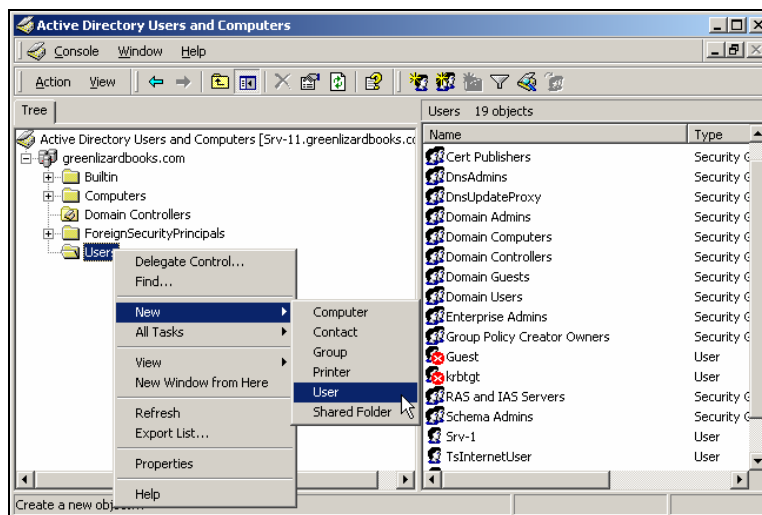 Active Directory Users and Computers
Console Window Help
Action View
Tree
Users 19 objects
Active Directory Users and Computers [Srv-11.greenlizardbooks.co
greenlizardbooks.com
Builtin
Computers
Domain Controllers
ForeignSecurityPrincipals
Users
Delegate Control...
Find...
New
All Tasks
View
New Window from Here
Refresh
Export List...
Properties
Help
Computer
Contact
Group
Printer
User
Shared Folder
Name Type
Cert Publishers Security G
DnsAdmins Security G
DnsUpdateProxy Security G
Domain Admins Security G
Domain Computers Security G
Domain Controllers Security G
Domain Guests Security G
Domain Users Security G
Enterprise Admins Security G
Group Policy Creator Owners Security G
Guest User
krbtgt User
RAS and IAS Servers Security G
Schema Admins Security G
Srv-1 User
TsInternetUser User
Create a new obj